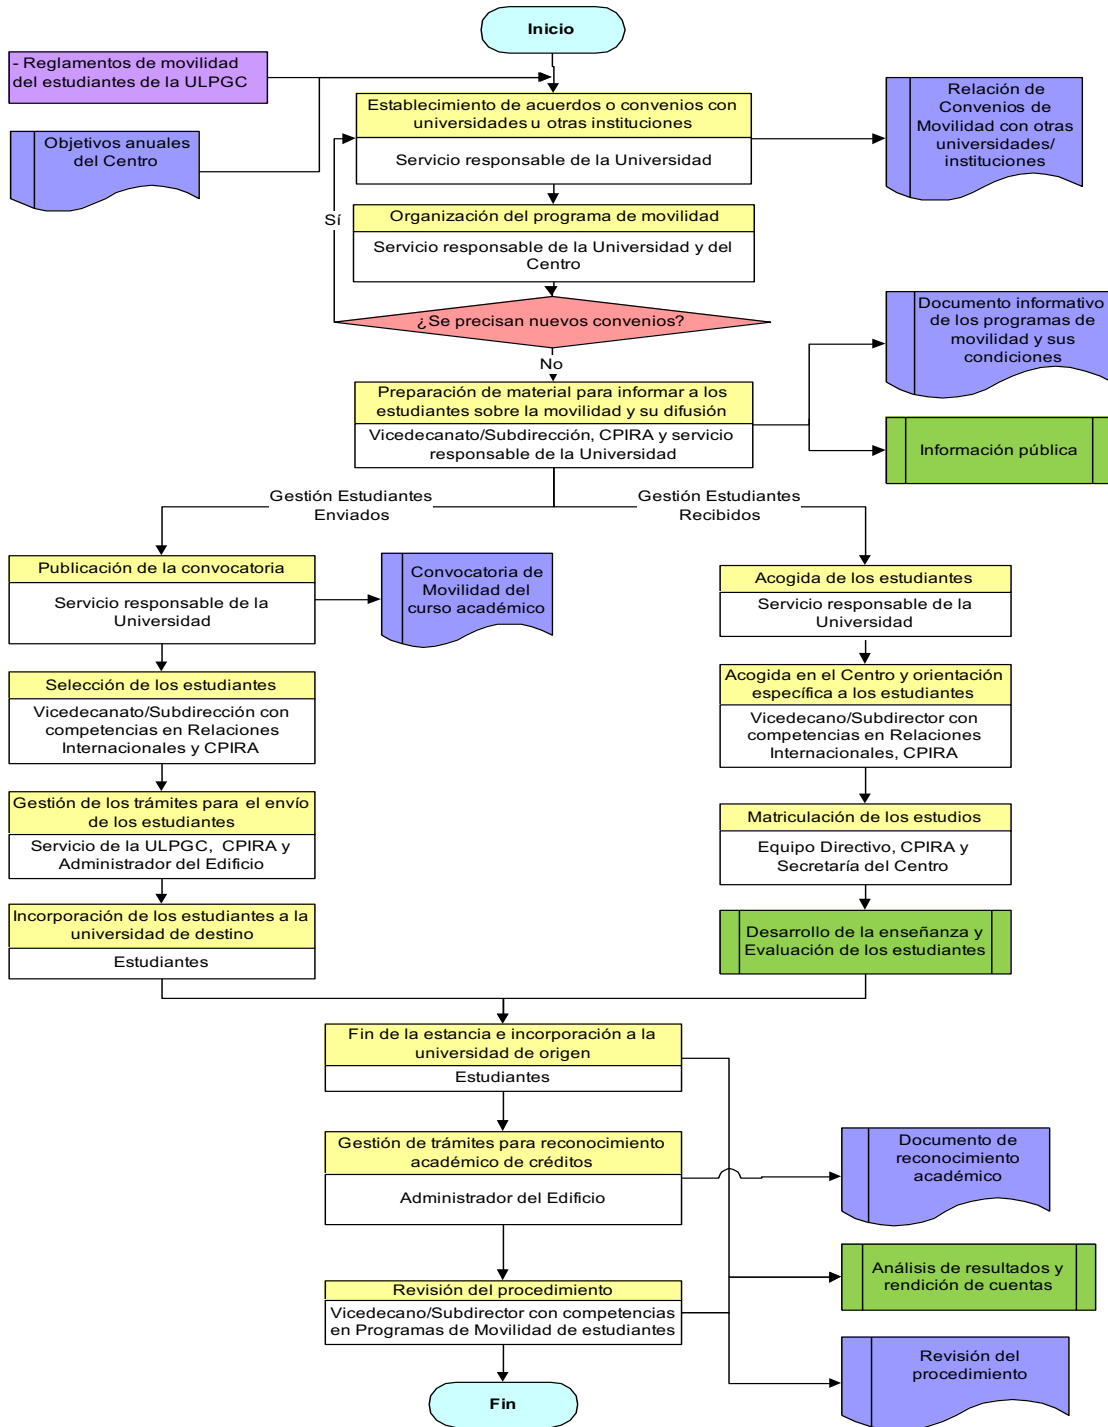 Inicio
- Reglamentos de movilidad
del estudiantes de la ULPGC
Objetivos anuales
del Centro
Establecimiento de acuerdos o convenios con
universidades u otras instituciones
Servicio responsable de la Universidad
Relación de
Convenios de
Movilidad con otras
universidades/
instituciones
Sí
Organización del programa de movilidad
Servicio responsable de la Universidad y del
Centro
¿Se precisan nuevos convenios?
No
Documento informativo
de los programas de
movilidad y sus
condiciones
Preparación de material para informar a los
estudiantes sobre la movilidad y su difusión
Vicedecanato/Subdirección, CPIRA y servicio
responsable de la Universidad
Información pública
Gestión Estudiantes
Enviados
Gestión Estudiantes
Recibidos
Publicación de la convocatoria
Servicio responsable de la
Universidad
Convocatoria de
Movilidad del
curso académico
Acogida de los estudiantes
Servicio responsable de la
Universidad
Selección de los estudiantes
Vicedecanato/Subdirección con
competencias en Relaciones
Internacionales y CPIRA
Acogida en el Centro y orientación
específica a los estudiantes
Vicedecano/Subdirector con
competencias en Relaciones
Internacionales, CPIRA
Gestión de los trámites para el envío
de los estudiantes
Servicio de la ULPGC, CPIRA y
Administrador del Edificio
Matriculación de los estudios
Equipo Directivo, CPIRA y
Secretaría del Centro
Incorporación de los estudiantes a la
universidad de destino
Estudiantes
Desarrollo de la enseñanza y
Evaluación de los estudiantes
Fin de la estancia e incorporación a la
universidad de origen
Estudiantes
Gestión de trámites para reconocimiento
académico de créditos
Administrador del Edificio
Documento de
reconocimiento
académico
Análisis de resultados y
rendición de cuentas
Revisión del procedimiento
Vicedecano/Subdirector con competencias
en Programas de Movilidad de estudiantes
Revisión del
procedimiento
Fin